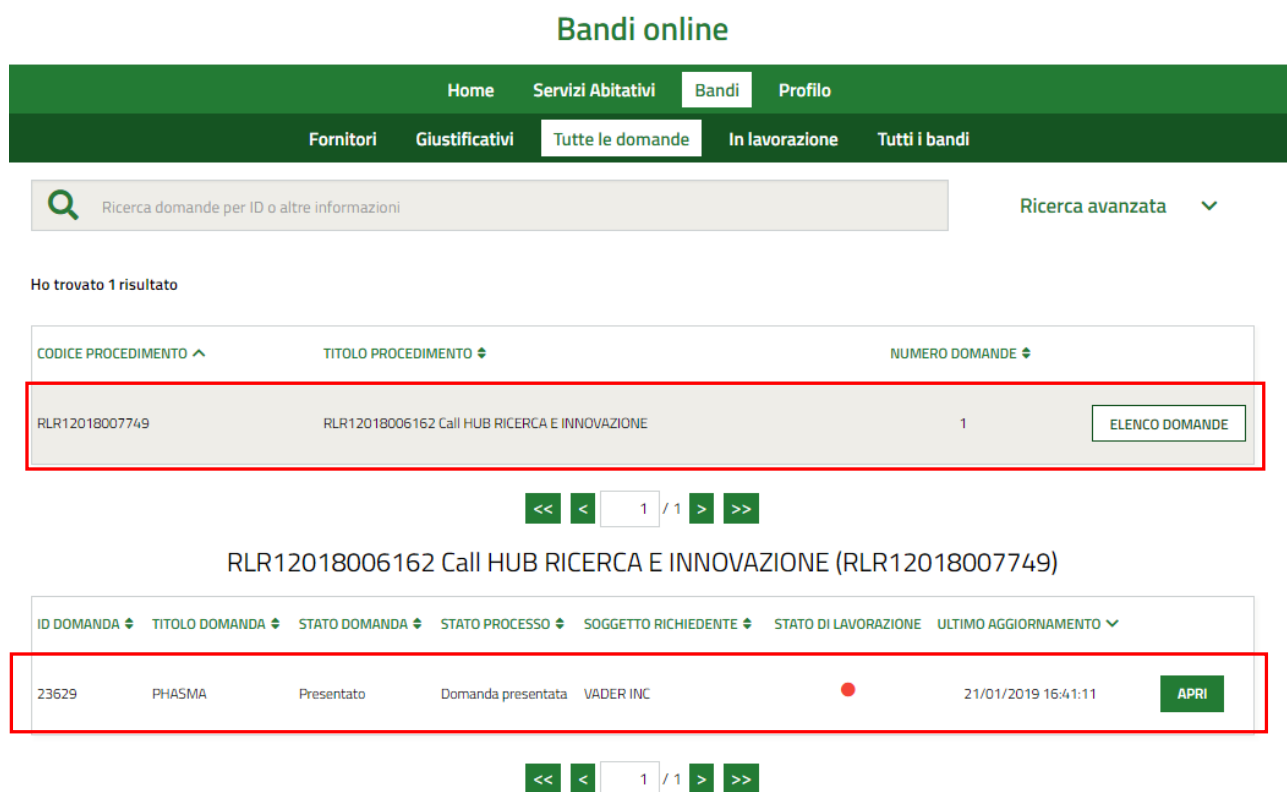 Bandi online
Home Servizi Abitativi Bandi Profilo
Fornitori Giustificativi Tutte le domande In lavorazione Tutti i bandi
Ricerca domande per ID o altre informazioni Ricerca avanzata
Ho trovato 1 risultato
CODICE PROCEDIMENTO TITOLO PROCEDIMENTO NUMERO DOMANDE
RLR12018007749 RLR12018006162 Call HUB RICERCA E INNOVAZIONE 1 ELENCO DOMANDE
<< < 1 / 1 > >>
RLR12018006162 Call HUB RICERCA E INNOVAZIONE (RLR12018007749)
ID DOMANDA TITOLO DOMANDA STATO DOMANDA STATO PROCESSO SOGGETTO RICHIEDENTE STATO DI LAVORAZIONE ULTIMO AGGIORNAMENTO
23629 PHASMA Presentato Domanda presentata VADER INC 21/01/2019 16:41:11 APRI
<< < 1 / 1 > >>